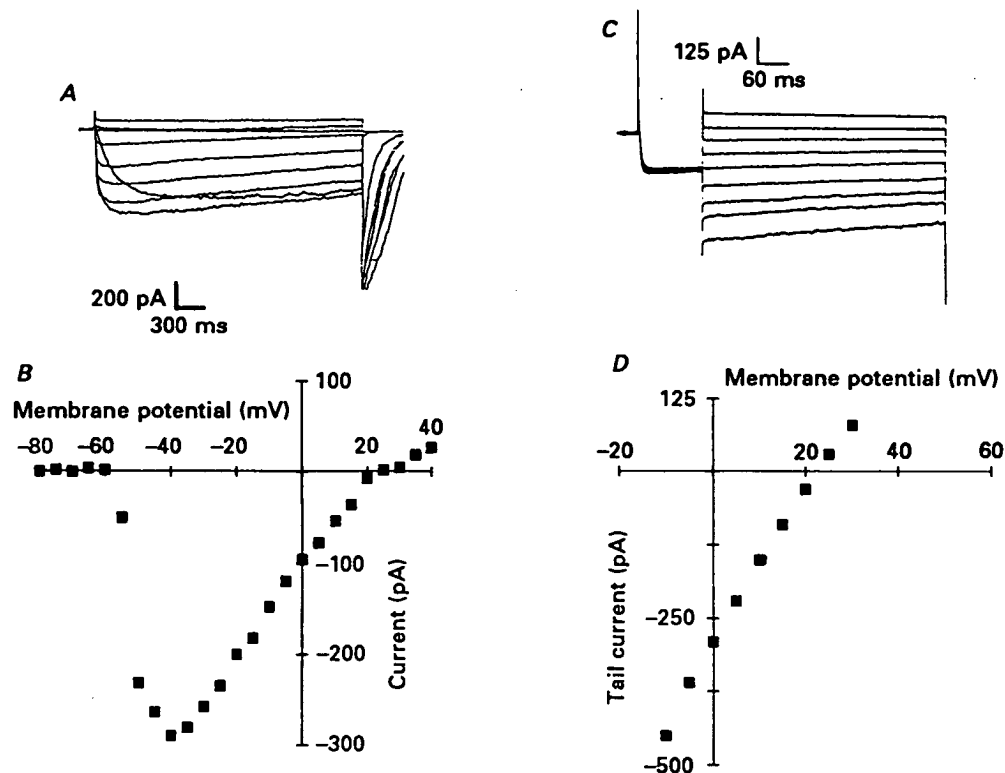 A
200 pA
300 ms
C
125 pA
60 ms
B
Membrane potential (mV)
100
-80 -60 -40 -20 20 40
-100
-200
-300
Current (pA)
D
Membrane potential (mV)
125
-20 20 40 60
-250
-500
Tail current (pA)